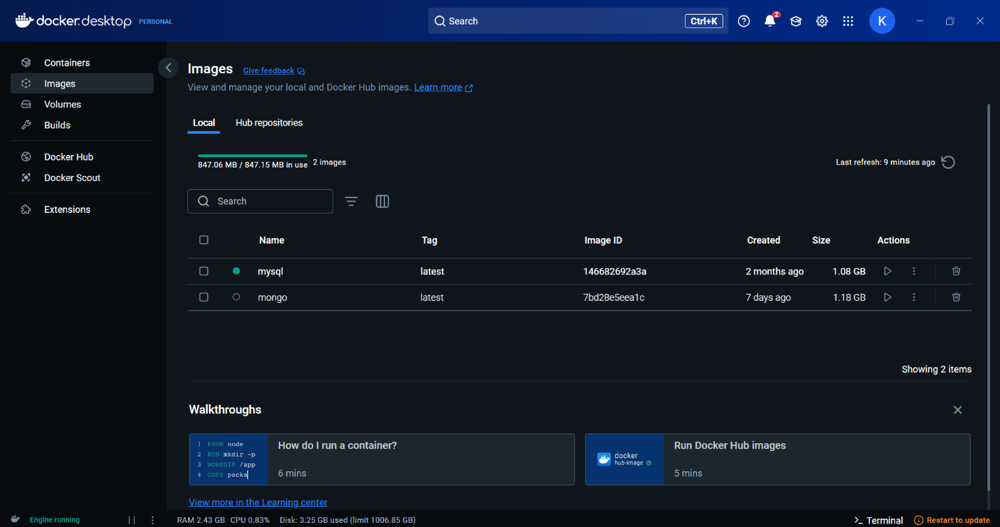 docker.desktop PERSONAL
Search Ctrl+K
2
K
Containers
Images
Volumes
Builds
Docker Hub
Docker Scout
Extensions
Images Give feedback
View and manage your local and Docker Hub images. Learn more
Local Hub repositories
847.06 MB / 847.15 MB in use 2 images
Last refresh: 9 minutes ago
Search
Name Tag Image ID Created Size Actions
mysql latest 146682692a3a 2 months ago 1.08 GB
mongo latest 7bd28e5eea1c 7 days ago 1.18 GB
Showing 2 items
Walkthroughs
1 FROM node
2 RUN mkdir -p
3 WORKDIR /app
4 COPY packa
How do I run a container?
6 mins
docker
hub-image
Run Docker Hub images
5 mins
View more in the Learning center
Engine running
RAM 2.43 GB CPU 0.83% Disk: 3.25 GB used (limit 1006.85 GB)
>_ Terminal
Restart to update